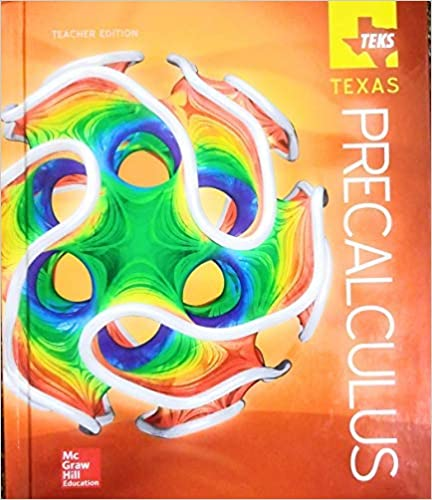 TEACHER EDITION
TEKS
TEXAS
PRECALCULUS
Mc
Graw
Hill
Education